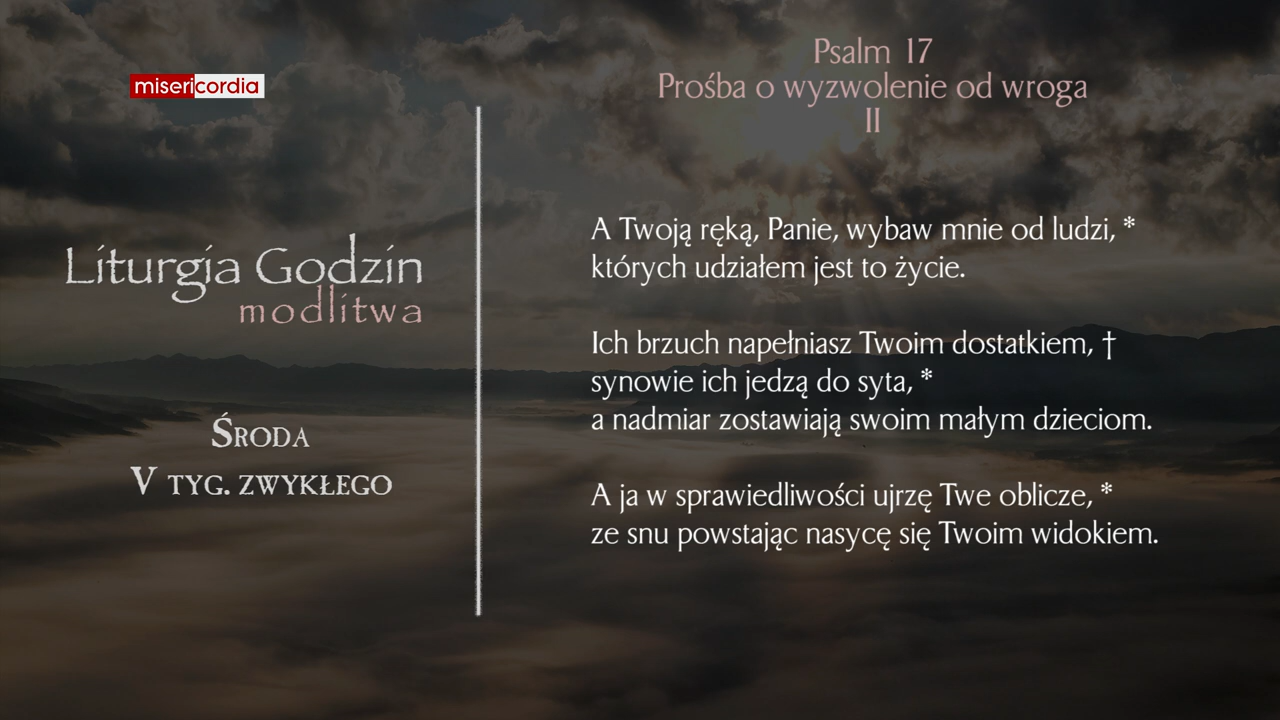 misericordia
Liturgia Godzin
modlitwa
Środa
V tyg. zwykłego
Psalm 17
Prośba o wyzwolenie od wroga
II
A Twoją ręką, Panie, wybaw mnie od ludzi, *
których udziałem jest to życie.
Ich brzuch napełniasz Twoim dostatkiem, †
synowie ich jedzą do syta, *
a nadmiar zostawiają swoim małym dzieciom.
A ja w sprawiedliwości ujrzę Twe oblicze, *
ze snu powstając nasycę się Twoim widokiem.